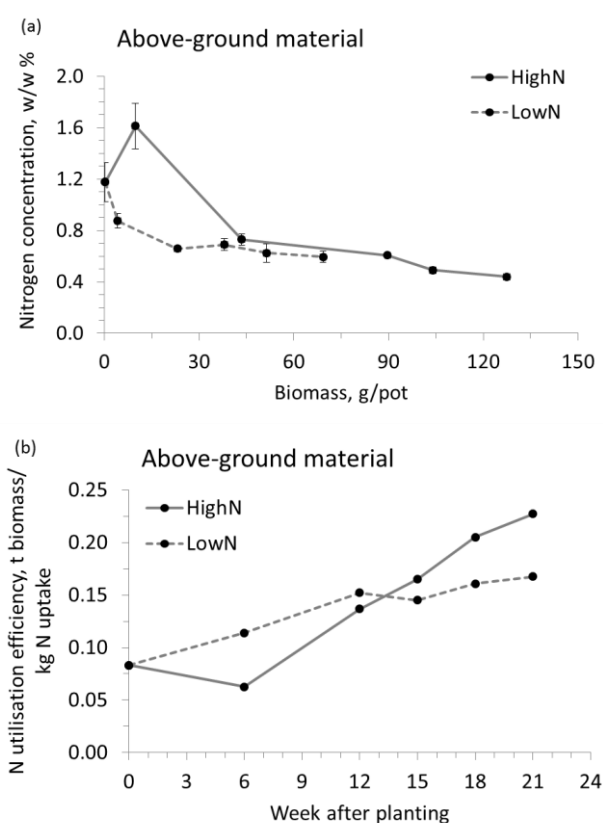 (a)
Above-ground material
Nitrogen concentration, w/w %
2.0
1.6
1.2
0.8
0.4
0.0
HighN
LowN
0 30 60 90 120 150
Biomass, g/pot
(b)
Above-ground material
N utilisation efficiency, t biomass/
kg N uptake
0.25
0.20
0.15
0.10
0.05
0.00
HighN
LowN
0 6 9 12 15 18 21 24
Week after planting